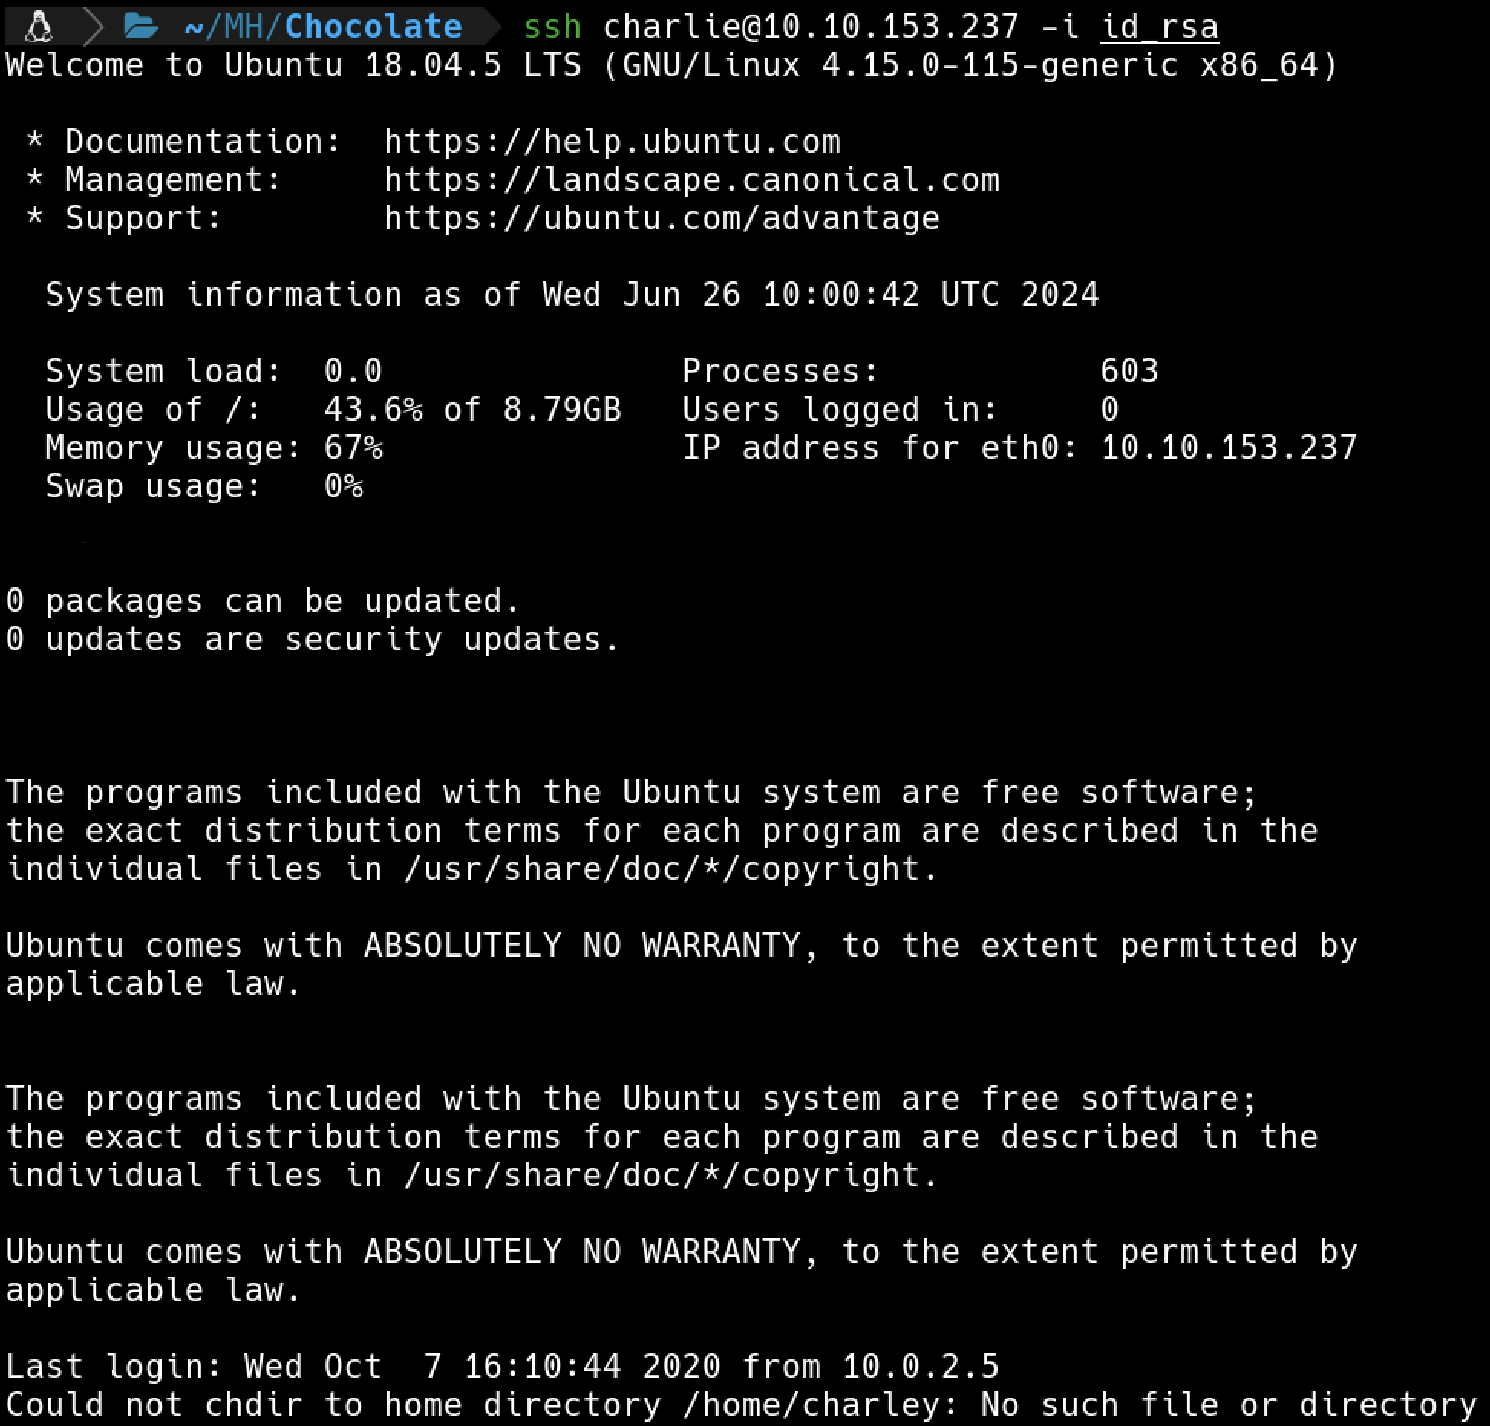 ~/MH/Chocolate ssh charlie@10.10.153.237 -i id_rsa
Welcome to Ubuntu 18.04.5 LTS (GNU/Linux 4.15.0-115-generic x86_64)

 * Documentation:  https://help.ubuntu.com
 * Management:     https://landscape.canonical.com
 * Support:        https://ubuntu.com/advantage

  System information as of Wed Jun 26 10:00:42 UTC 2024

  System load:  0.0               Processes:           603
  Usage of /:   43.6% of 8.79GB   Users logged in:     0
  Memory usage: 67%               IP address for eth0: 10.10.153.237
  Swap usage:   0%

0 packages can be updated.
0 updates are security updates.

The programs included with the Ubuntu system are free software;
the exact distribution terms for each program are described in the
individual files in /usr/share/doc/*/copyright.

Ubuntu comes with ABSOLUTELY NO WARRANTY, to the extent permitted by
applicable law.

The programs included with the Ubuntu system are free software;
the exact distribution terms for each program are described in the
individual files in /usr/share/doc/*/copyright.

Ubuntu comes with ABSOLUTELY NO WARRANTY, to the extent permitted by
applicable law.

Last login: Wed Oct  7 16:10:44 2020 from 10.0.2.5
Could not chdir to home directory /home/charley: No such file or directory